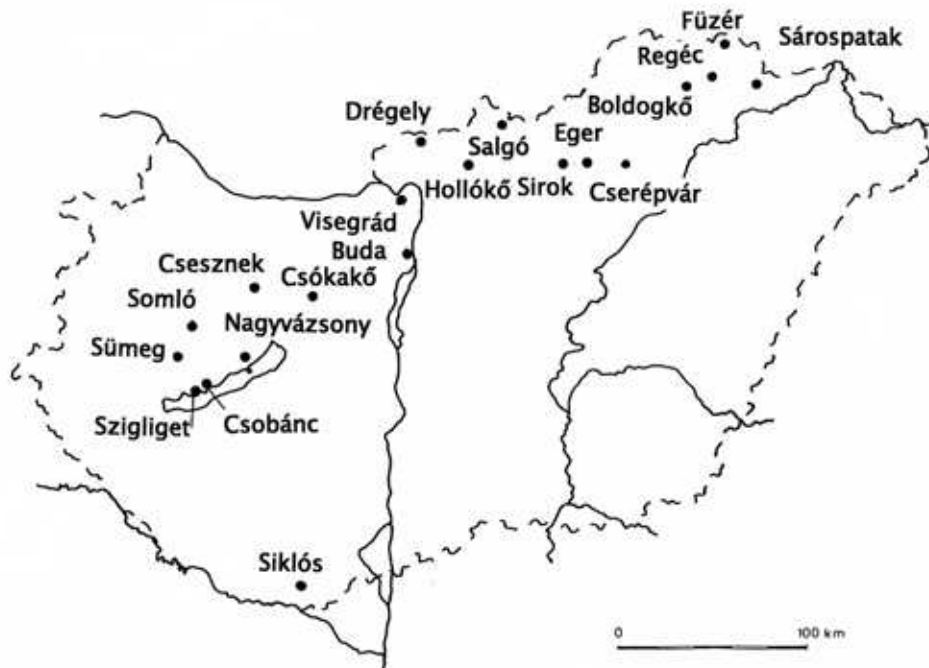 Füzér
Sárospatak
Regéc
Boldogkő
Drégely
Salgó
Eger
Hollókő
Sirok
Cserépvár
Visegrád
Buda
Csesznek
Csókakő
Somló
Nagyvázsony
Sümeg
Szigliget
Csobánc
Siklós
0
100 km